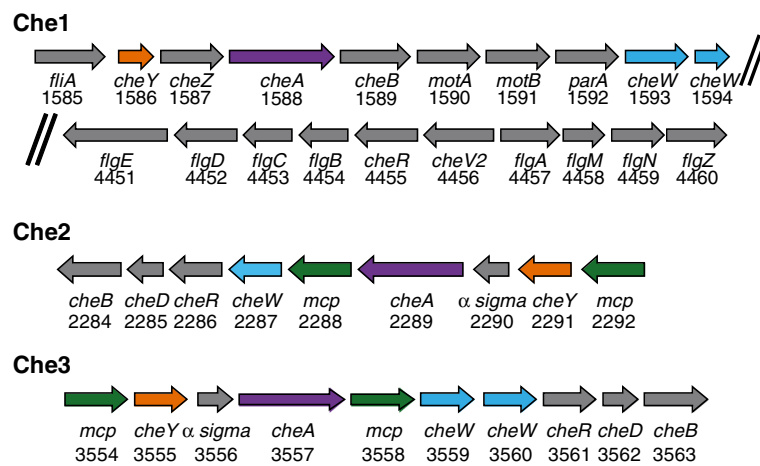 Che1
fliA cheY cheZ cheA cheB motA motB parA cheW cheW
1585 1586 1587 1588 1589 1590 1591 1592 1593 1594
flgE flgD flgC flgB cheR cheV2 flgA flgM flgN flgZ
4451 4452 4453 4454 4455 4456 4457 4458 4459 4460
Che2
cheB cheD cheR cheW mcp cheA α sigma cheY mcp
2284 2285 2286 2287 2288 2289 2290 2291 2292
Che3
mcp cheY α sigma cheA mcp cheW cheW cheR cheD cheB
3554 3555 3556 3557 3558 3559 3560 3561 3562 3563